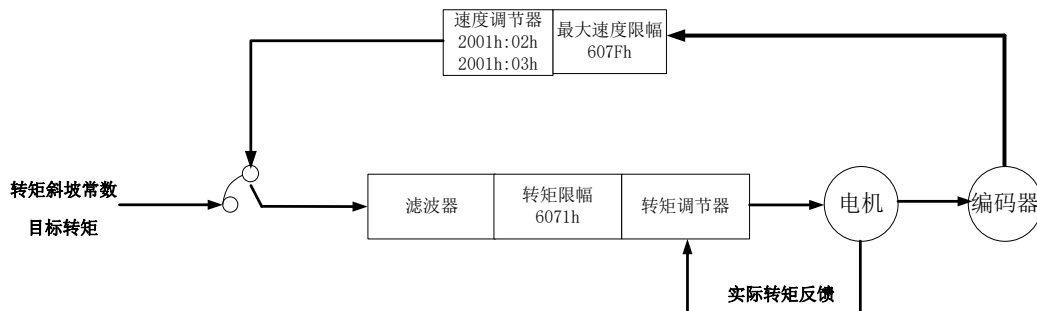 速度调节器
2001h:02h
2001h:03h
最大速度限幅
607Fh
转矩斜坡常数
目标转矩
滤波器
转矩限幅
6071h
转矩调节器
电机
编码器
实际转矩反馈